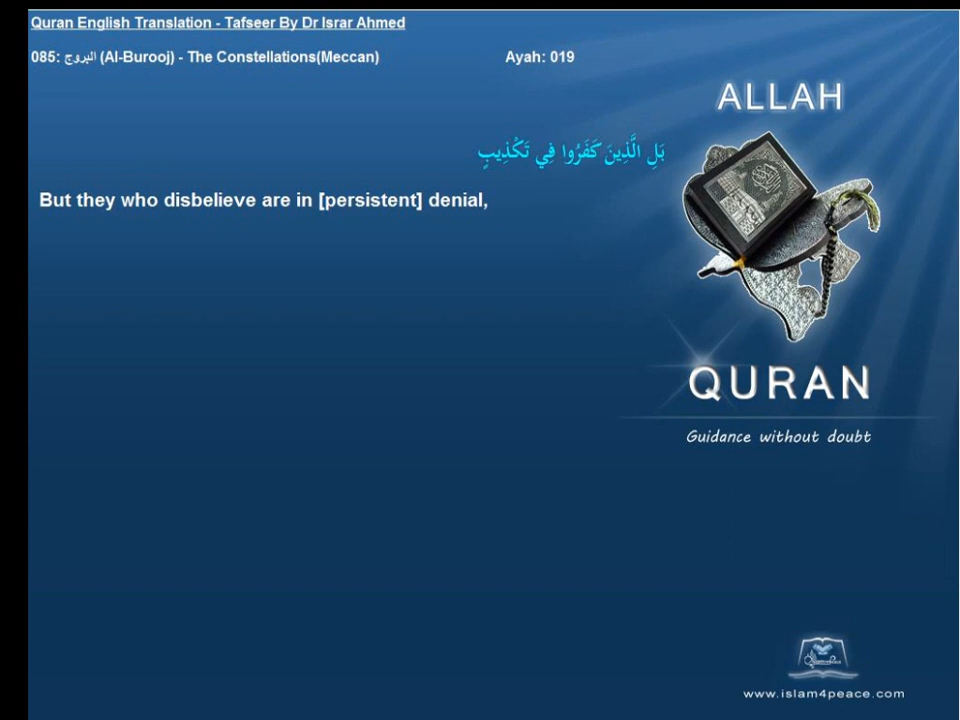 Quran English Translation - Tafseer By Dr Israr Ahmed
085: البروج (Al-Burooj) - The Constellations(Meccan) Ayah: 019
ALLAH
بَلِ الَّذِينَ كَفَرُوا فِي تَكْذِيبٍ
But they who disbelieve are in [persistent] denial,
QURAN
Guidance without doubt
www.islam4peace.com